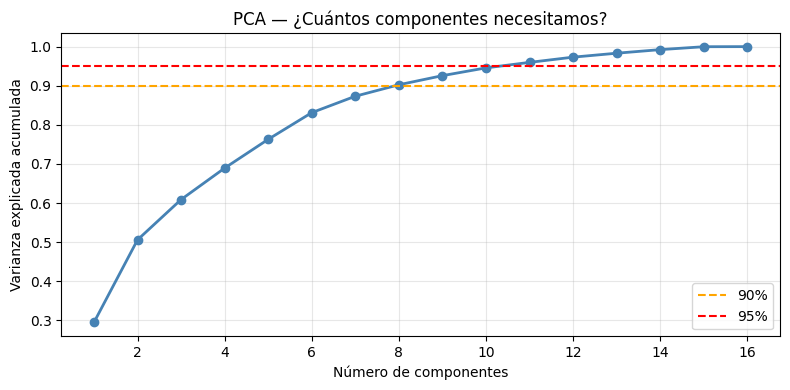 PCA — ¿Cuántos componentes necesitamos?
Varianza explicada acumulada
1.0
0.9
0.8
0.7
0.6
0.5
0.4
0.3
90%
95%
2 4 6 8 10 12 14 16
Número de componentes